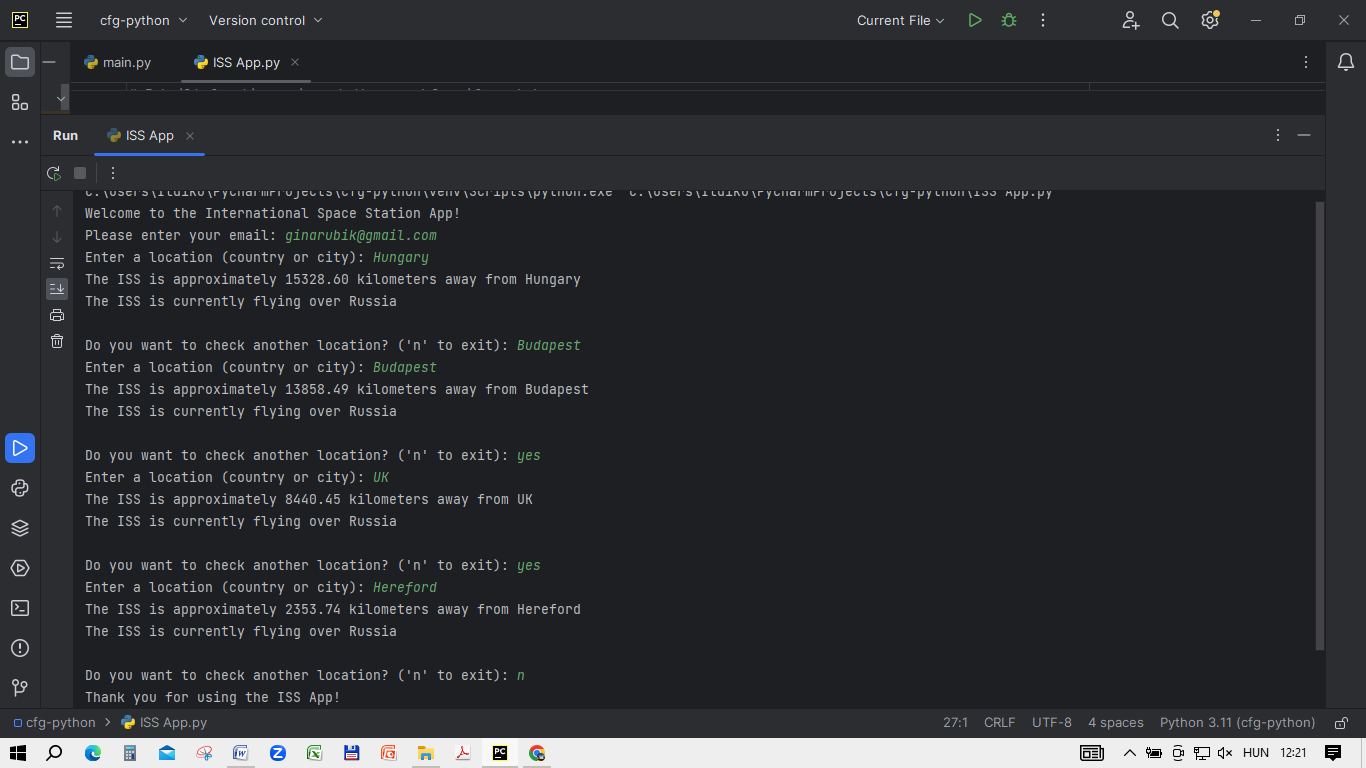 PC cfg-python Version control Current File
main.py ISS App.py
Run ISS App
C:\Users\Ildiko\PycharmProjects\cfg-python\venv\Scripts\python.exe C:\Users\Ildiko\PycharmProjects\cfg-python\ISS App.py
Welcome to the International Space Station App!
Please enter your email: ginarubik@gmail.com
Enter a location (country or city): Hungary
The ISS is approximately 15328.60 kilometers away from Hungary
The ISS is currently flying over Russia
Do you want to check another location? ('n' to exit): Budapest
Enter a location (country or city): Budapest
The ISS is approximately 13858.49 kilometers away from Budapest
The ISS is currently flying over Russia
Do you want to check another location? ('n' to exit): yes
Enter a location (country or city): UK
The ISS is approximately 8440.45 kilometers away from UK
The ISS is currently flying over Russia
Do you want to check another location? ('n' to exit): yes
Enter a location (country or city): Hereford
The ISS is approximately 2353.74 kilometers away from Hereford
The ISS is currently flying over Russia
Do you want to check another location? ('n' to exit): n
Thank you for using the ISS App!
cfg-python ISS App.py 27:1 CRLF UTF-8 4 spaces Python 3.11 (cfg-python)
PC HUN 12:21